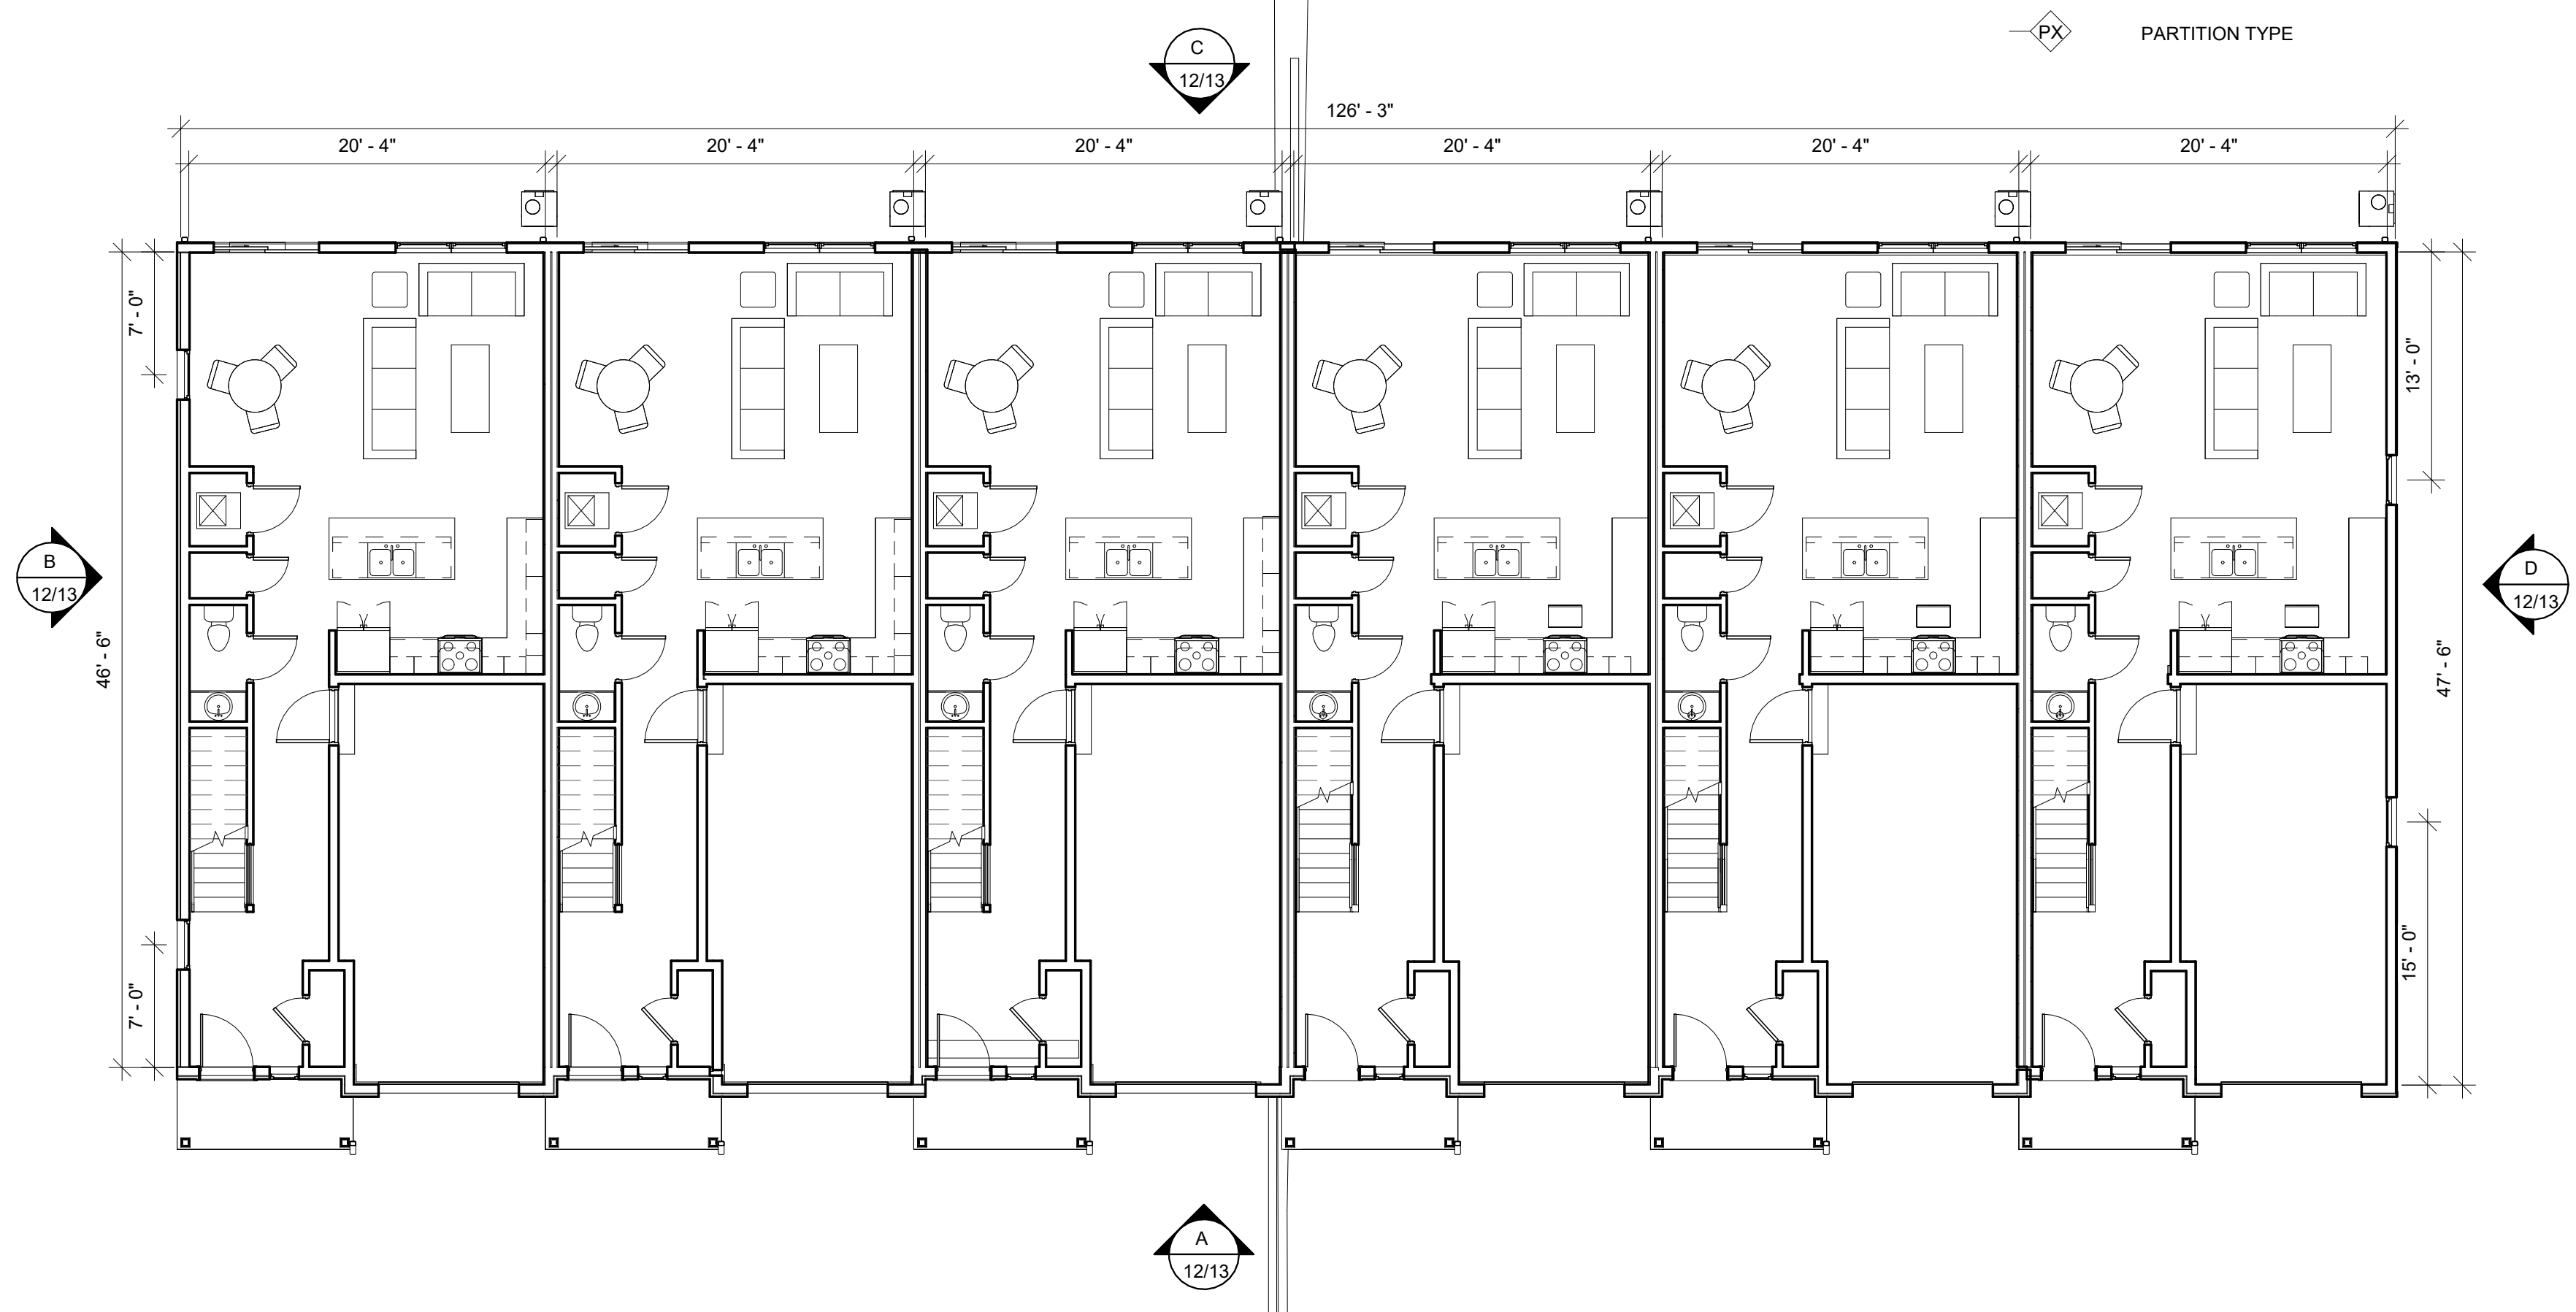 PX PARTITION TYPE
C
12/13
126' - 3"
20' - 4" 20' - 4" 20' - 4" 20' - 4" 20' - 4" 20' - 4"
7' - 0"
13' - 0"
B
12/13
D
12/13
46' - 6"
47' - 6"
7' - 0"
15' - 0"
A
12/13